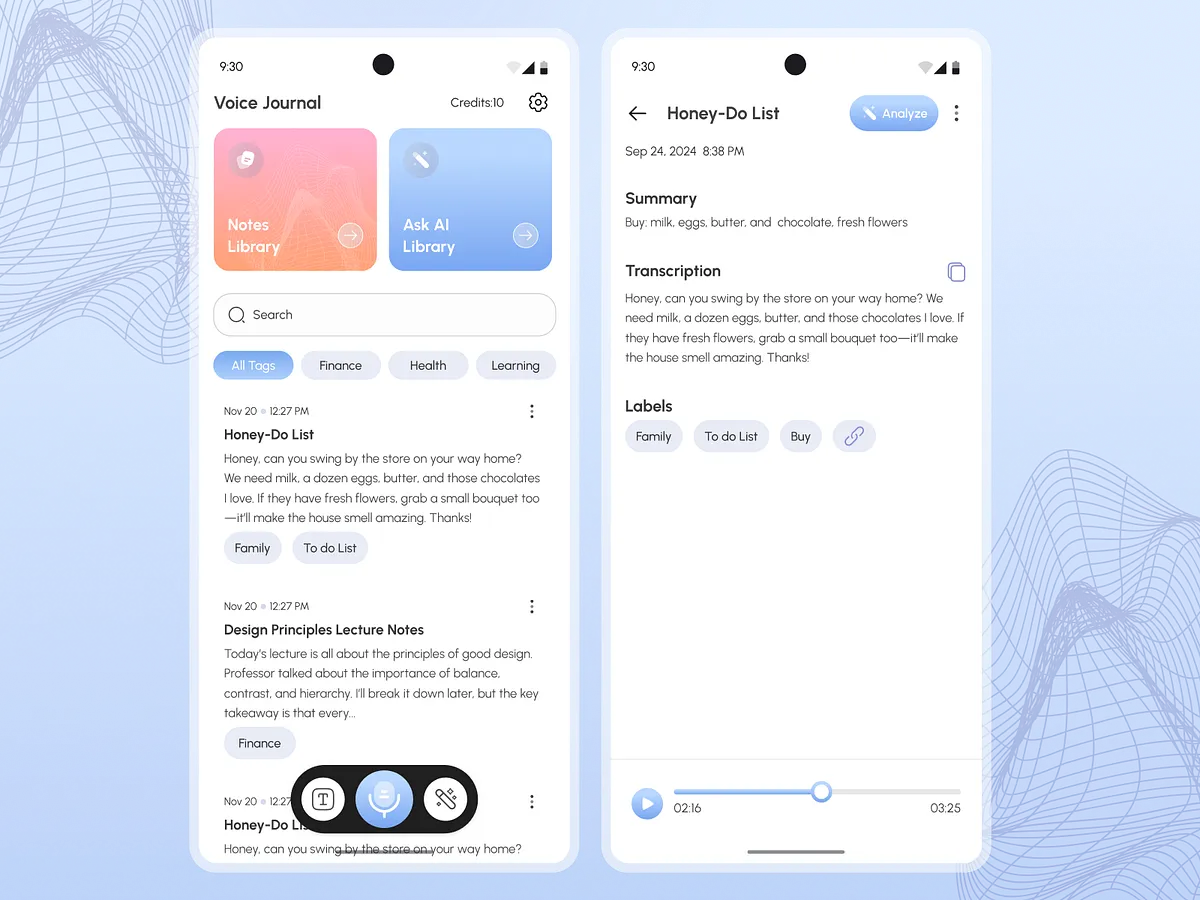 9:30
Voice Journal
Credits:10
Notes
Library
Ask AI
Library
Search
All Tags
Finance
Health
Learning
Nov 20
12:27 PM
Honey-Do List
Honey, can you swing by the store on your way home?
We need milk, a dozen eggs, butter, and those chocolates
I love. If they have fresh flowers, grab a small bouquet too
—it'll make the house smell amazing. Thanks!
Family
To do List
Nov 20
12:27 PM
Design Principles Lecture Notes
Today's lecture is all about the principles of good design.
Professor talked about the importance of balance,
contrast, and hierarchy. I'll break it down later, but the key
takeaway is that every...
Finance
Nov 20
12:27
Honey-Do Lis
Honey, can you swing by the store on your way home?
T
9:30
Honey-Do List
Analyze
Sep 24, 2024 8:38 PM
Summary
Buy: milk, eggs, butter, and chocolate, fresh flowers
Transcription
Honey, can you swing by the store on your way home? We
need milk, a dozen eggs, butter, and those chocolates I love. If
they have fresh flowers, grab a small bouquet too—it'll make
the house smell amazing. Thanks!
Labels
Family
To do List
Buy
02:16
03:25